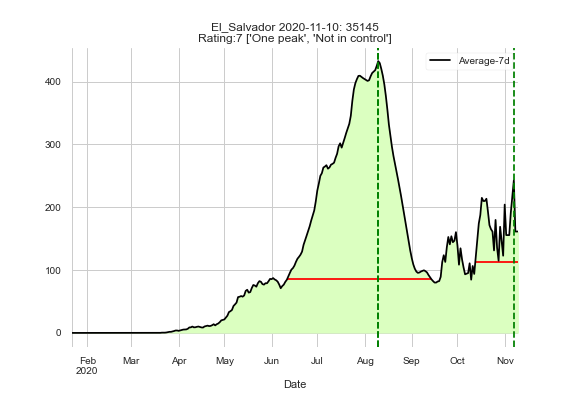 El_Salvador 2020-11-10: 35145
Rating:7 ['One peak', 'Not in control']
Average-7d
400
300
200
100
0
Feb Mar Apr May Jun Jul Aug Sep Oct Nov
2020
Date